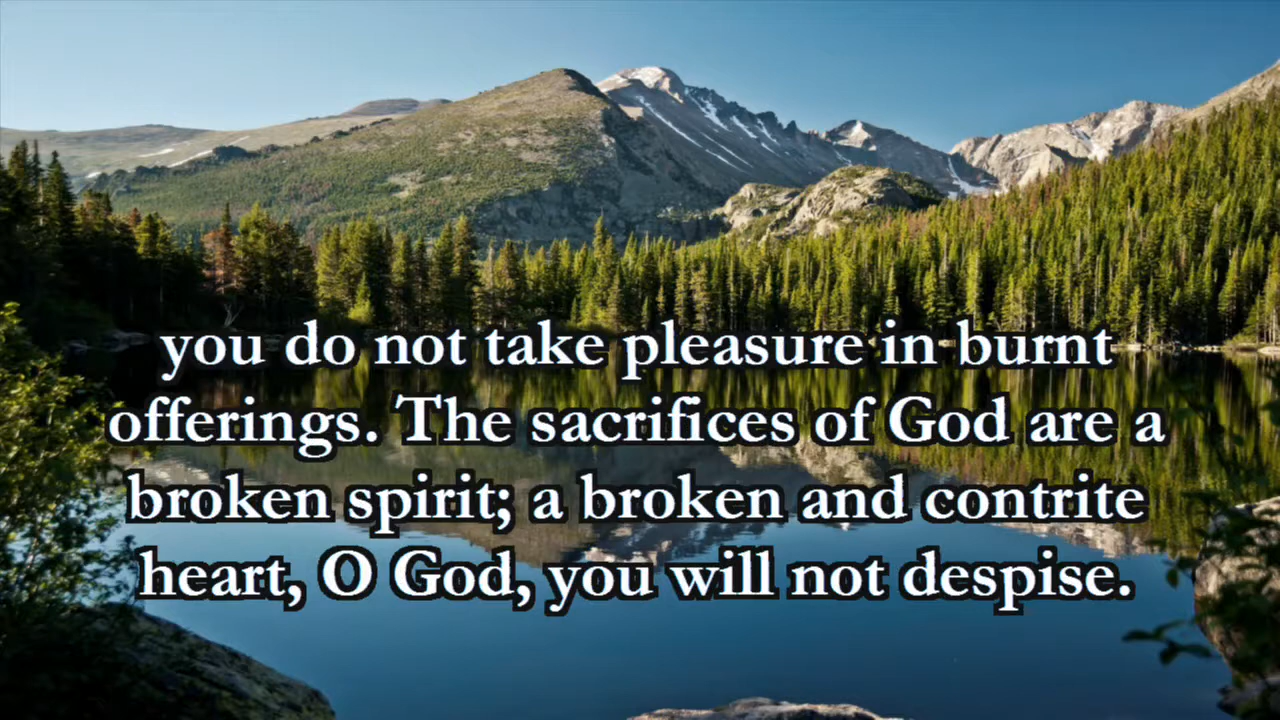 you do not take pleasure in burnt
offerings. The sacrifices of God are a
broken spirit; a broken and contrite
heart, O God, you will not despise.